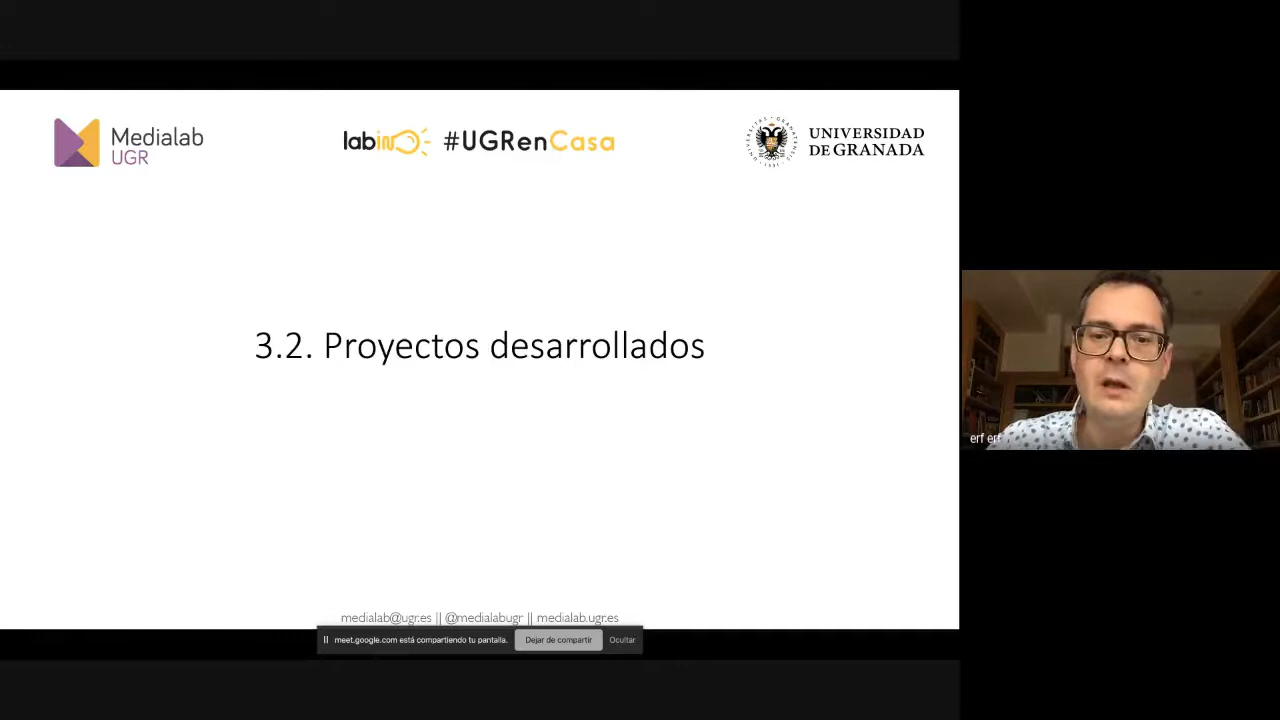 Medialab
UGR
labin #UGRenCasa
UNIVERSIDAD
DE GRANADA
3.2. Proyectos desarrollados
erf erf
medialab@ugr.es || @medialabugr || medialab.ugr.es
meet.google.com está compartiendo tu pantalla.
Dejar de compartir
Ocultar